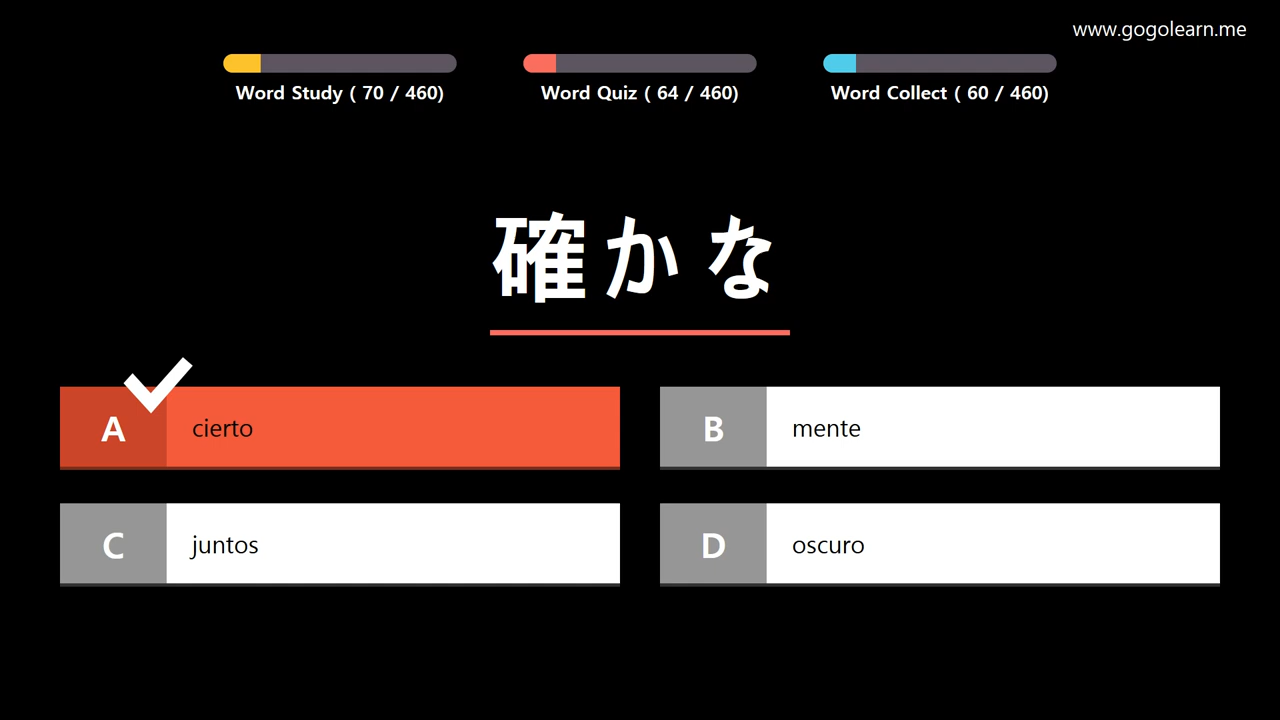 www.gogolearn.me
Word Study ( 70 / 460)
Word Quiz ( 64 / 460)
Word Collect ( 60 / 460)
確かな
A cierto
B mente
C juntos
D oscuro